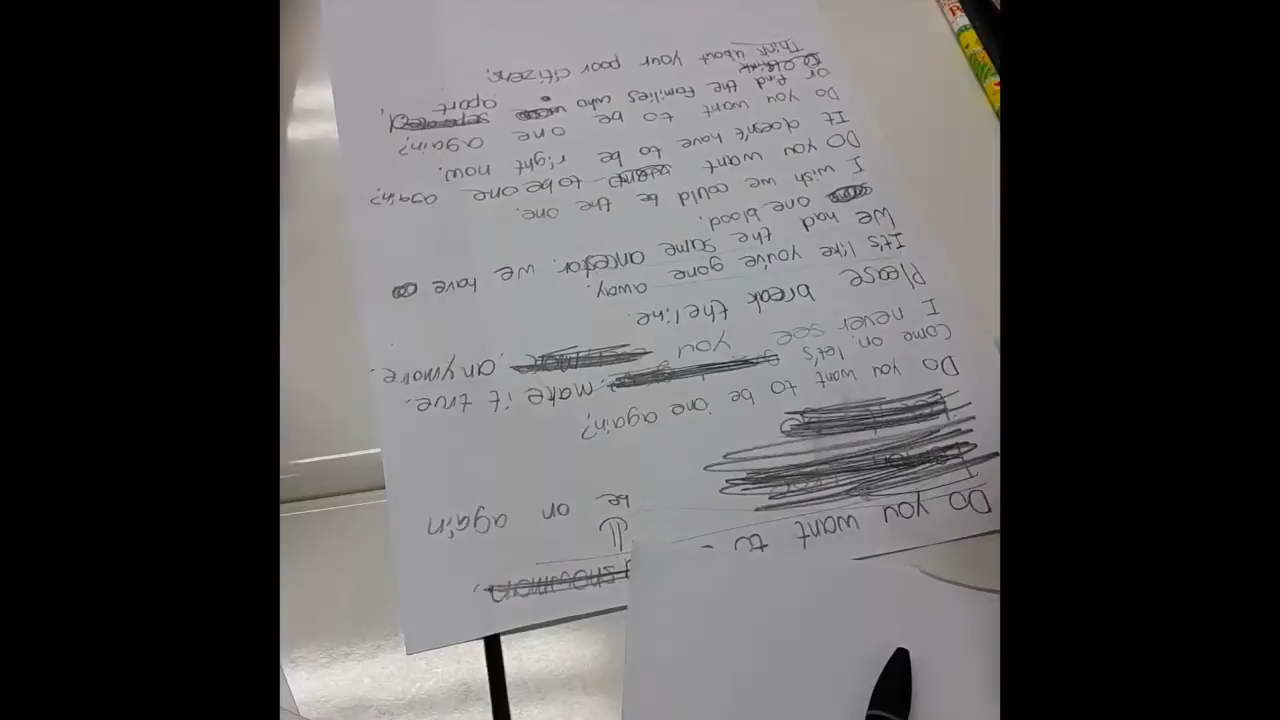 snowman.
Do you want to be on again
Do you want to be one again?
Come on, let's make it true.
I never see you anymore.
Please break the line.
It's like you've gone away.
We had the same ancestor. we have
one blood.
I wish we could be the one.
Do you want to be one again?
It doesn't have to be right now.
Do you want to be one again?
or find the families who apart,
Think about your poor citizens.